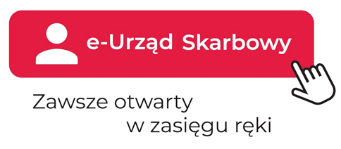 e-Urząd Skarbowy
Zawsze otwarty
w zasięgu ręki